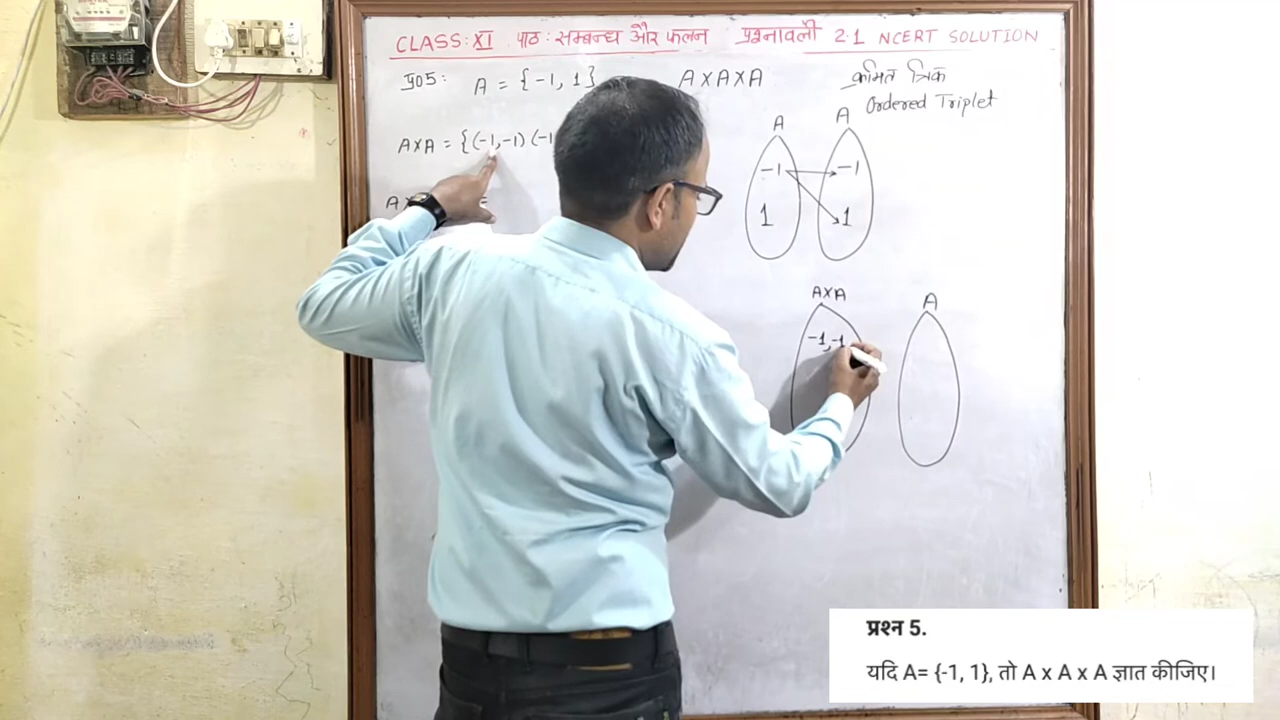 CLASS: XI पाठ: सम्बन्ध और फलन प्रश्नावली 2.1 NCERT SOLUTION
प्र05: A = {-1, 1} A×A×A
क्रमित त्रिक
Ordered Triplet
A×A = {(-1,-1) (-1
A A
-1 -1
1 1
A×A A
-1,-1
प्रश्न 5.
यदि A= {-1, 1}, तो A x A x A ज्ञात कीजिए।